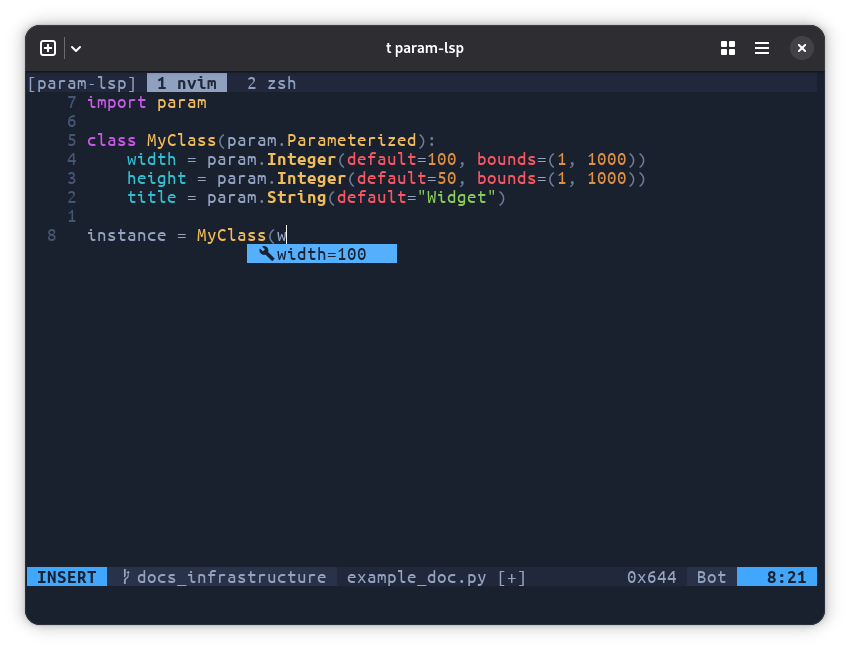 t param-lsp
[param-lsp] 1 nvim 2 zsh
7 import param
6
5 class MyClass(param.Parameterized):
4     width = param.Integer(default=100, bounds=(1, 1000))
3     height = param.Integer(default=50, bounds=(1, 1000))
2     title = param.String(default="Widget")
1
8 instance = MyClass(w
width=100
INSERT docs_infrastructure example_doc.py [+] 0x644 Bot 8:21